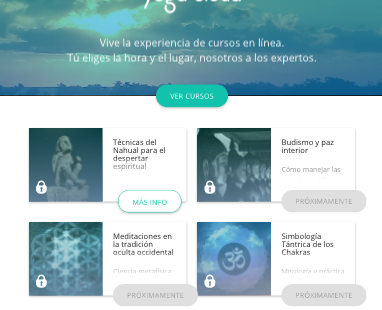 Vive la experiencia de cursos en línea.
Tú eliges la hora y el lugar, nosotros a los expertos.
VER CURSOS
Técnicas del
Nahual para el
despertar
espiritual
MÁS INFO
Budismo y paz
interior
Cómo manejar las
PRÓXIMAMENTE
Meditaciones en
la tradición
oculta occidental
Ciencia metafísica
PRÓXIMAMENTE
Simbología
Tántrica de los
Chakras
Mitología y práctica
PRÓXIMAMENTE